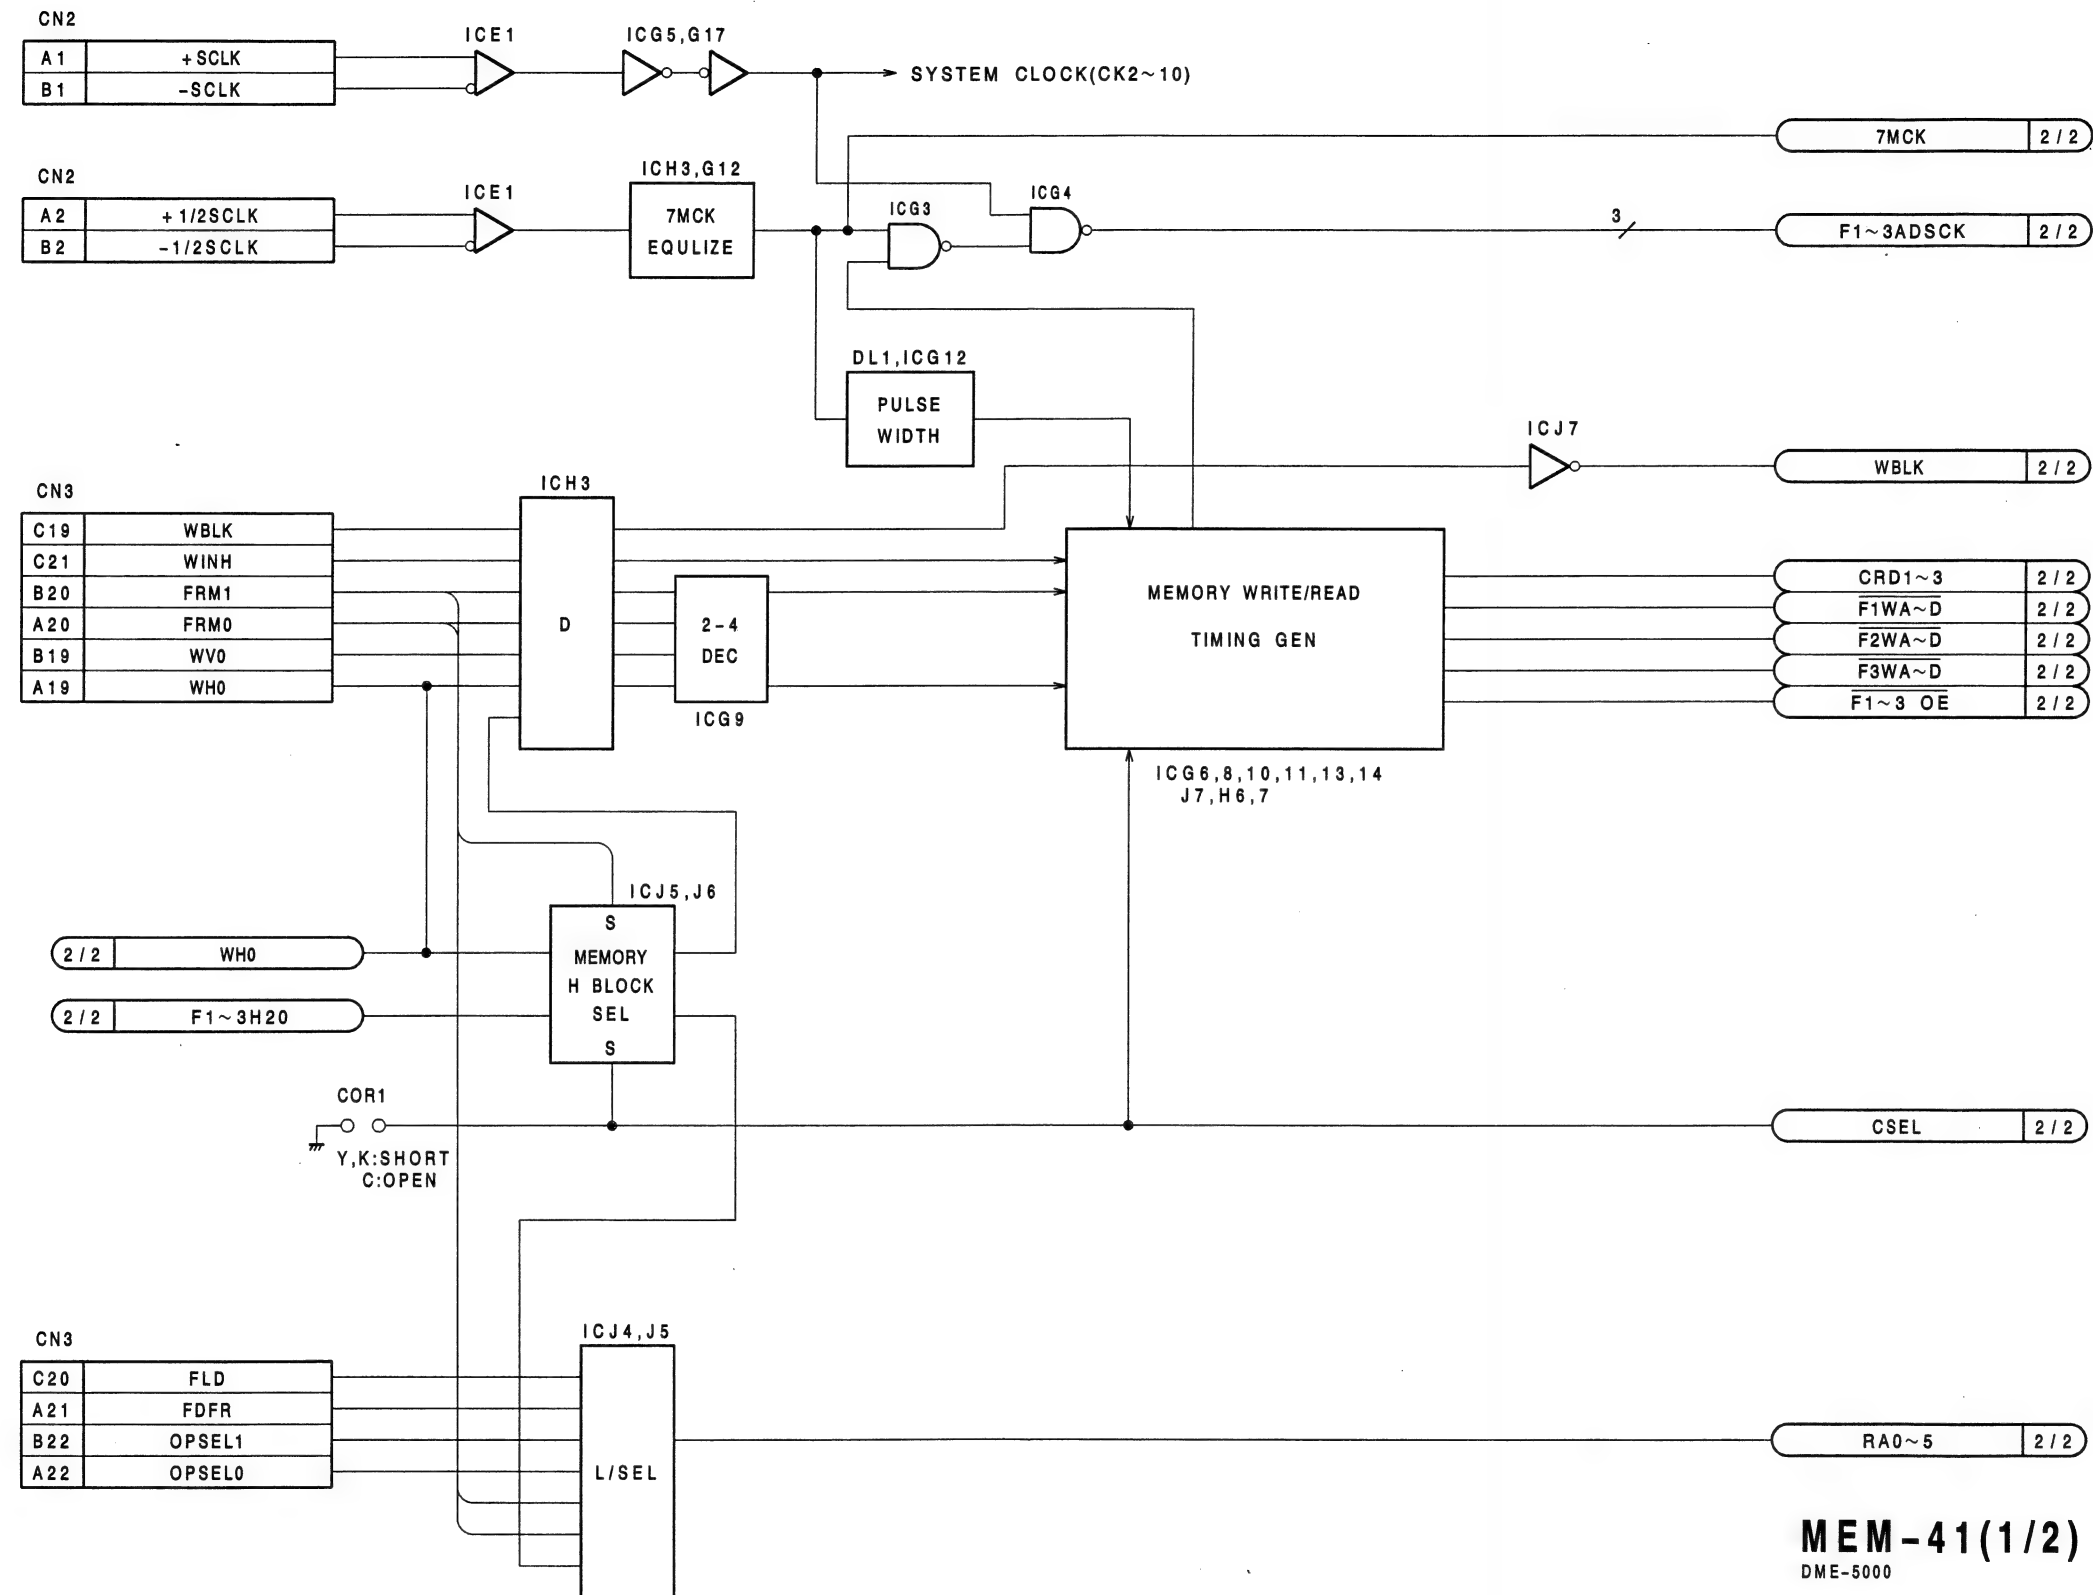 CN2
ICE1
ICG5,G17
A1 +SCLK
B1 -SCLK
SYSTEM CLOCK(CK2~10)
7MCK 2/2
CN2
ICE1
ICH3,G12
A2 +1/2SCLK
B2 -1/2SCLK
7MCK
EQULIZE
ICG3
ICG4
3
F1~3ADSCK 2/2
DL1,ICG12
PULSE
WIDTH
ICJ7
WBLK 2/2
CN3
ICH3
C19 WBLK
C21 WINH
B20 FRM1
A20 FRM0
B19 WV0
A19 WH0
D
2-4
DEC
ICG9
MEMORY WRITE/READ
TIMING GEN
ICG6,8,10,11,13,14
J7,H6,7
CRD1~3 2/2
F1WA~D 2/2
F2WA~D 2/2
F3WA~D 2/2
F1~3 OE 2/2
ICJ5,J6
S
MEMORY
H BLOCK
SEL
S
2/2 WH0
2/2 F1~3H20
COR1
Y,K:SHORT
C:OPEN
CSEL 2/2
CN3
ICJ4,J5
C20 FLD
A21 FDFR
B22 OPSEL1
A22 OPSEL0
L/SEL
RA0~5 2/2
MEM-41(1/2)
DME-5000